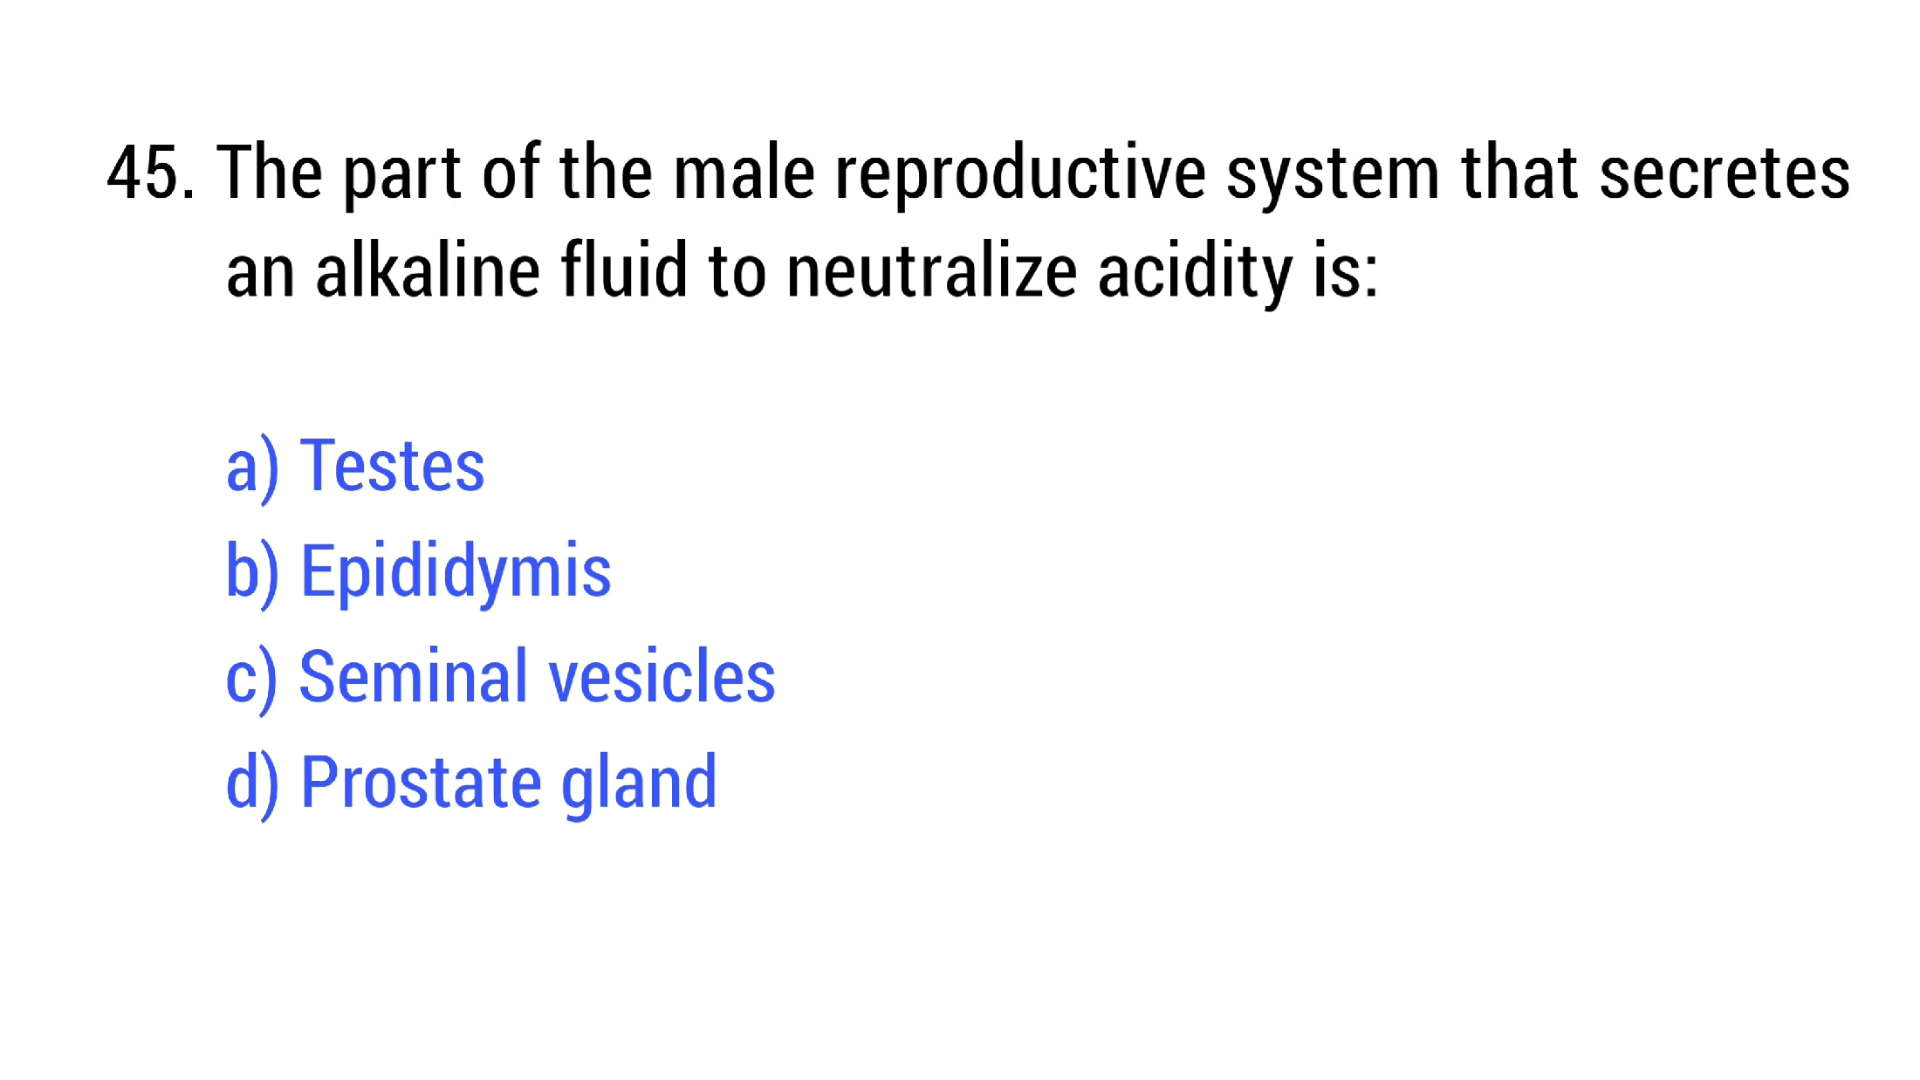 45. The part of the male reproductive system that secretes
an alkaline fluid to neutralize acidity is:
a) Testes
b) Epididymis
c) Seminal vesicles
d) Prostate gland